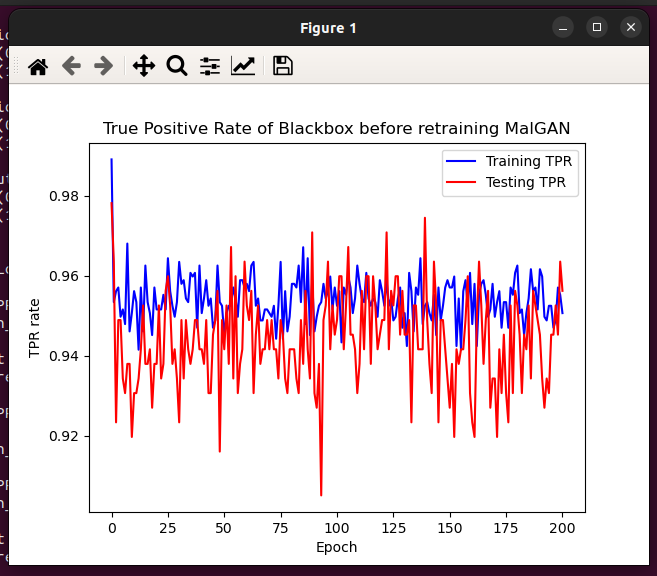 Figure 1
True Positive Rate of Blackbox before retraining MalGAN
Training TPR
Testing TPR
0.98
0.96
0.94
0.92
TPR rate
0 25 50 75 100 125 150 175 200
Epoch